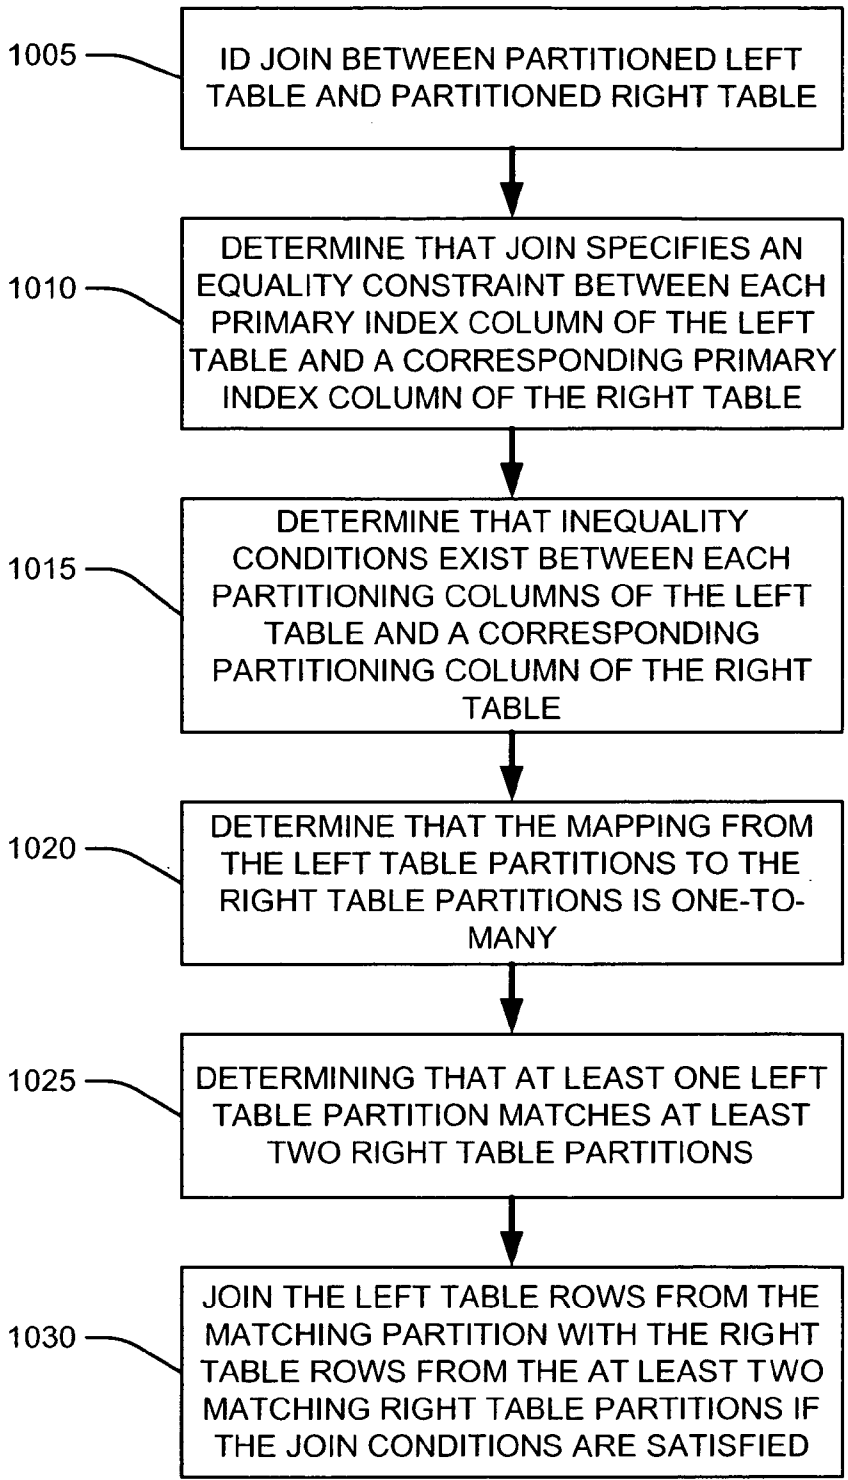 1005
ID JOIN BETWEEN PARTITIONED LEFT
TABLE AND PARTITIONED RIGHT TABLE
1010
DETERMINE THAT JOIN SPECIFIES AN
EQUALITY CONSTRAINT BETWEEN EACH
PRIMARY INDEX COLUMN OF THE LEFT
TABLE AND A CORRESPONDING PRIMARY
INDEX COLUMN OF THE RIGHT TABLE
1015
DETERMINE THAT INEQUALITY
CONDITIONS EXIST BETWEEN EACH
PARTITIONING COLUMNS OF THE LEFT
TABLE AND A CORRESPONDING
PARTITIONING COLUMN OF THE RIGHT
TABLE
1020
DETERMINE THAT THE MAPPING FROM
THE LEFT TABLE PARTITIONS TO THE
RIGHT TABLE PARTITIONS IS ONE-TO-
MANY
1025
DETERMINING THAT AT LEAST ONE LEFT
TABLE PARTITION MATCHES AT LEAST
TWO RIGHT TABLE PARTITIONS
1030
JOIN THE LEFT TABLE ROWS FROM THE
MATCHING PARTITION WITH THE RIGHT
TABLE ROWS FROM THE AT LEAST TWO
MATCHING RIGHT TABLE PARTITIONS IF
THE JOIN CONDITIONS ARE SATISFIED